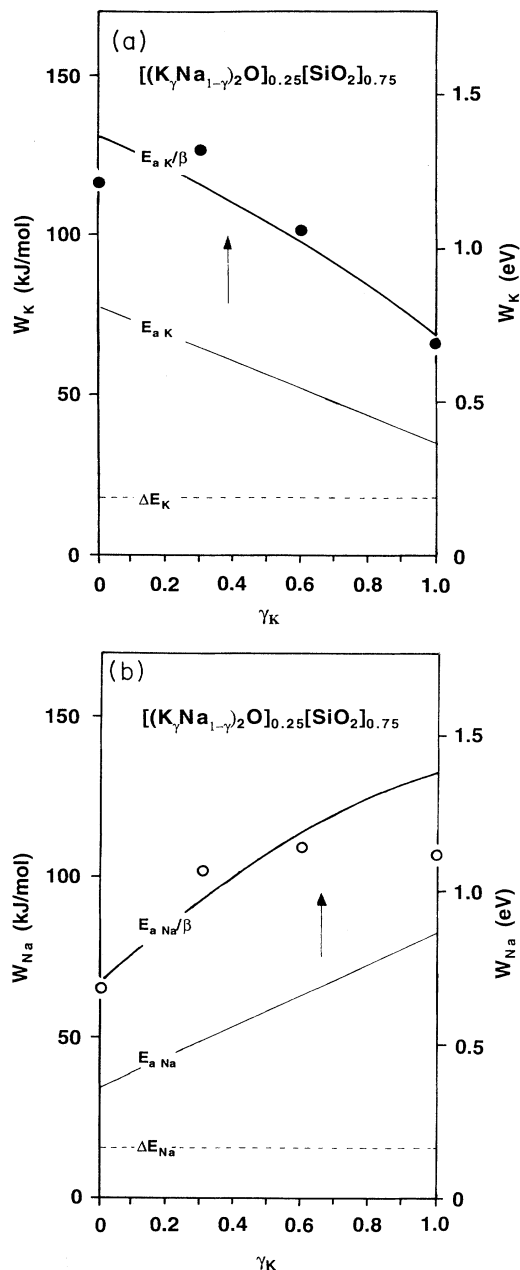 (a)
[(KγNa1−γ)2O]0.25[SiO2]0.75
150
100
50
0
WK (kJ/mol)
1.5
1.0
0.5
0
WK (eV)
Ea K/β
Ea K
ΔEK
0 0.2 0.4 0.6 0.8 1.0
γK
(b)
[(KγNa1−γ)2O]0.25[SiO2]0.75
150
100
50
0
WNa (kJ/mol)
1.5
1.0
0.5
0
WNa (eV)
Ea Na/β
Ea Na
ΔENa
0 0.2 0.4 0.6 0.8 1.0
γK